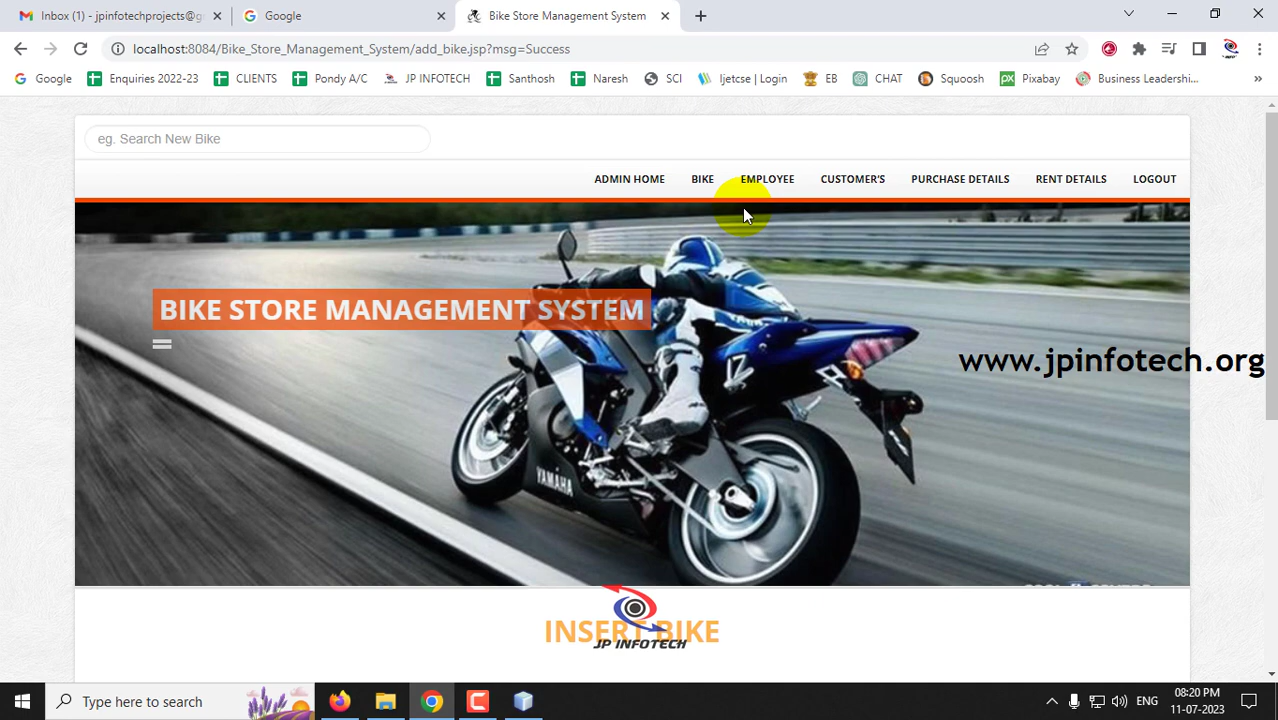 Inbox (1) - jpinfotechprojects@g
Google
Bike Store Management System
localhost:8084/Bike_Store_Management_System/add_bike.jsp?msg=Success
Google
Enquiries 2022-23
CLIENTS
Pondy A/C
JP INFOTECH
Santhosh
Naresh
SCI
Ijetcse | Login
EB
CHAT
Squoosh
px
Pixabay
Business Leadershi...
eg. Search New Bike
ADMIN HOME
BIKE
EMPLOYEE
CUSTOMER'S
PURCHASE DETAILS
RENT DETAILS
LOGOUT
BIKE STORE MANAGEMENT SYSTEM
www.jpinfotech.org
YAMAHA
INSERT BIKE
JP INFOTECH
Type here to search
ENG
08:20 PM
11-07-2023